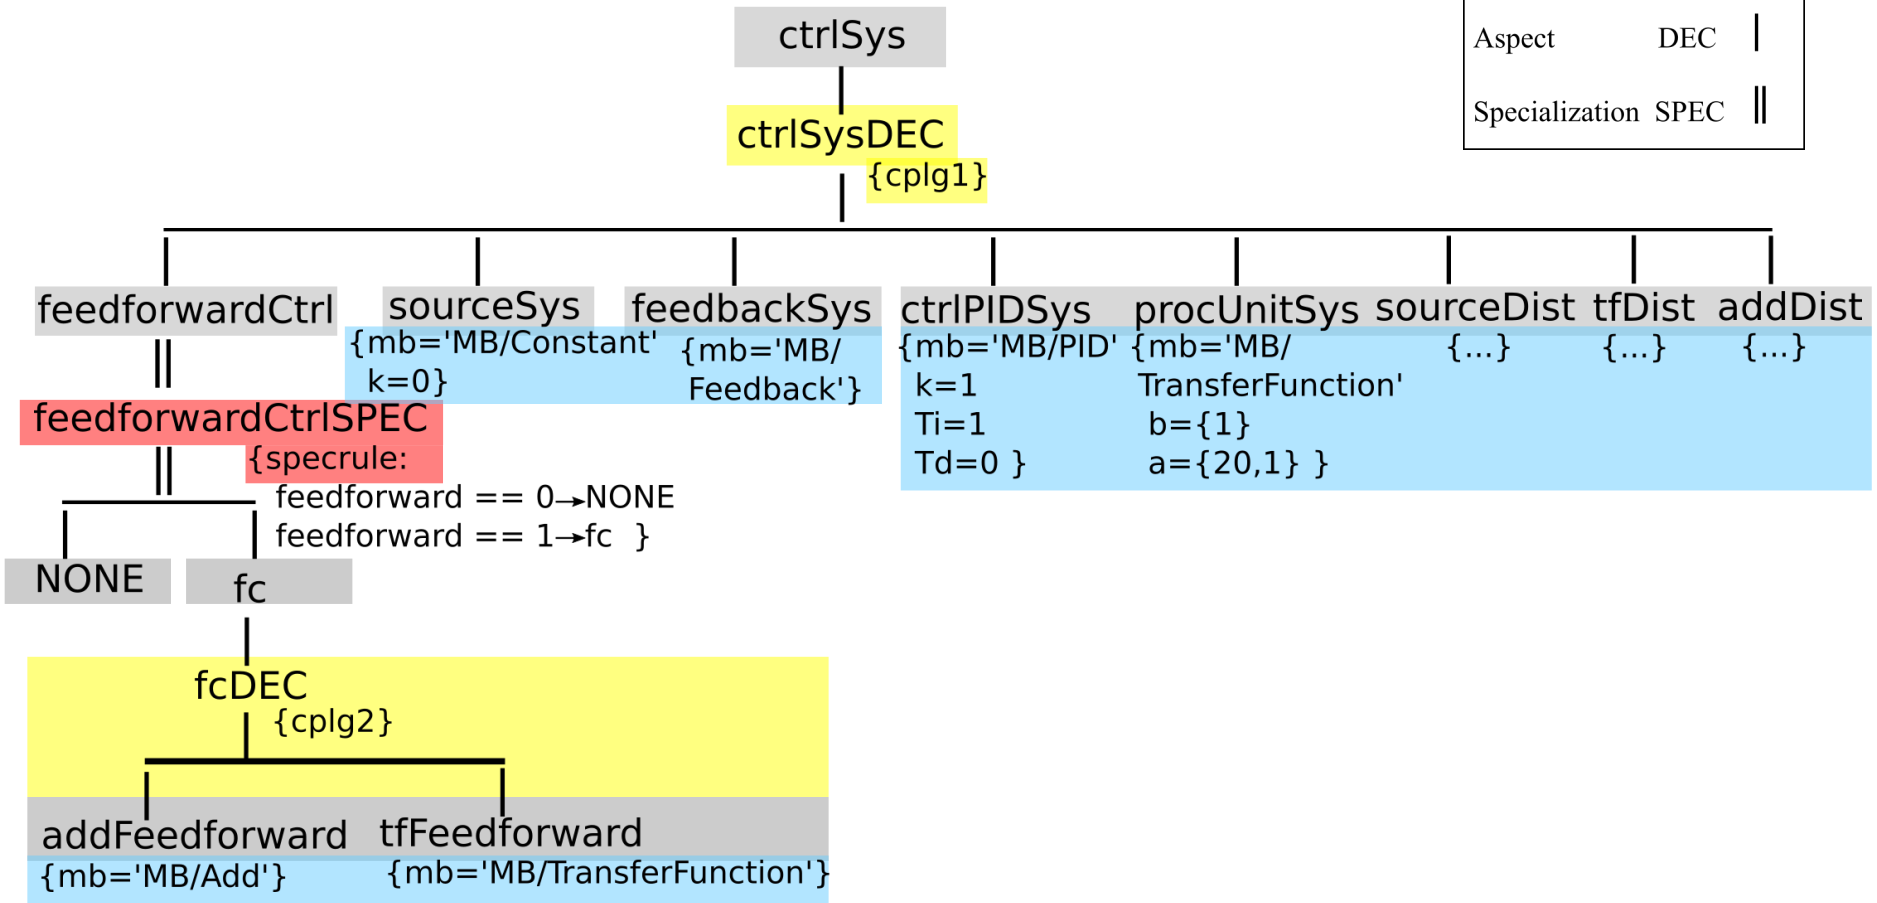 ctrlSys
Aspect DEC
Specialization SPEC
ctrlSysDEC
{cplg1}
feedforwardCtrl sourceSys feedbackSys ctrlPIDSys procUnitSys sourceDist tfDist addDist
{mb='MB/Constant'
k=0}
{mb='MB/
Feedback'}
{mb='MB/PID'
k=1
Ti=1
Td=0 }
{mb='MB/
TransferFunction'
b={1}
a={20,1} }
{...} {...} {...}
feedforwardCtrlSPEC
{specrule:
feedforward == 0→NONE
feedforward == 1→fc }
NONE fc
fcDEC
{cplg2}
addFeedforward tfFeedforward
{mb='MB/Add'} {mb='MB/TransferFunction'}